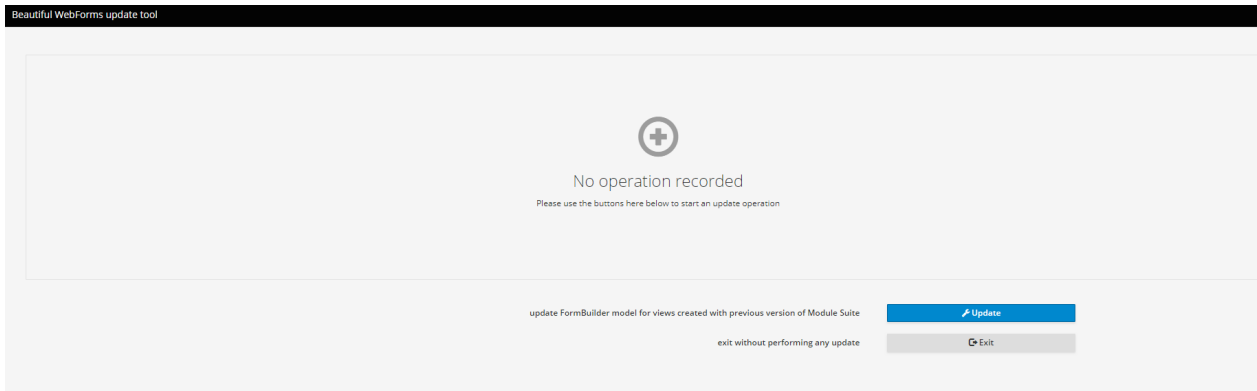 Beautiful WebForms update tool
No operation recorded
Please use the buttons here below to start an update operation
update FormBuilder model for views created with previous version of Module Suite
Update
exit without performing any update
Exit